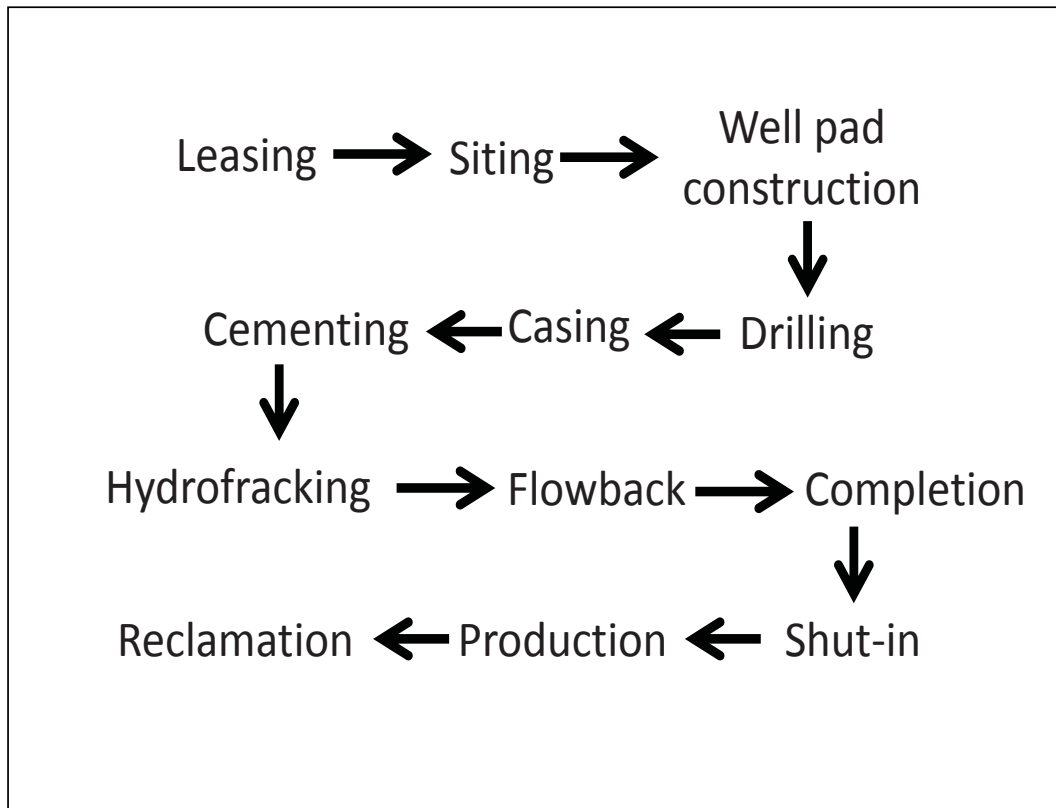 Leasing Siting Well pad
construction
Cementing Casing Drilling
Hydrofracking Flowback Completion
Reclamation Production Shut-in